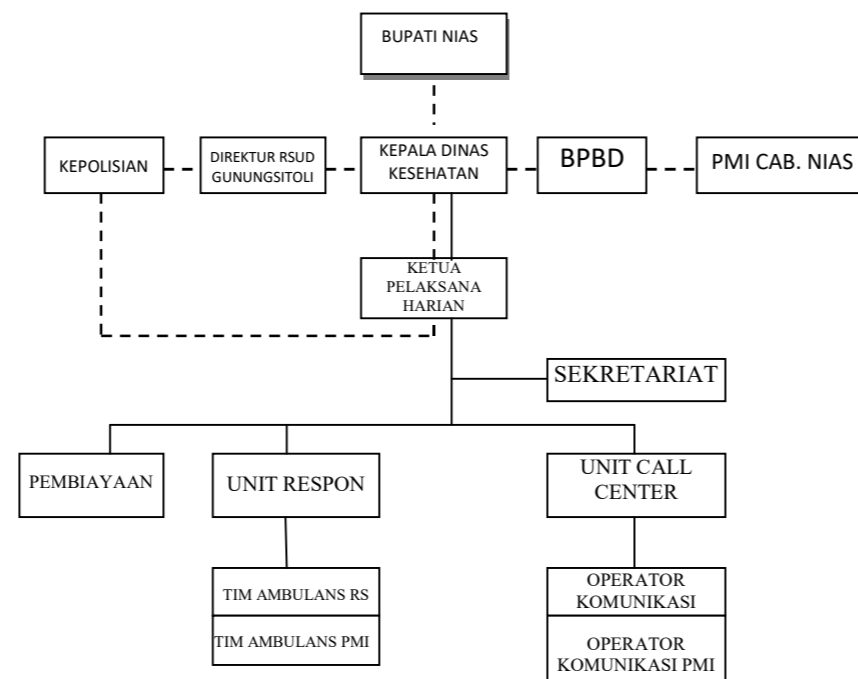 BUPATI NIAS
KEPOLISIAN
DIREKTUR RSUD
GUNUNGSITOLI
KEPALA DINAS
KESEHATAN
BPBD
PMI CAB. NIAS
KETUA
PELAKSANA
HARIAN
SEKRETARIAT
PEMBIAYAAN
UNIT RESPON
UNIT CALL
CENTER
TIM AMBULANS RS
TIM AMBULANS PMI
OPERATOR
KOMUNIKASI
OPERATOR
KOMUNIKASI PMI